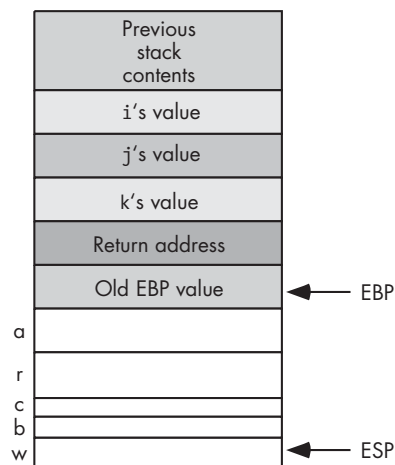 Previous
stack
contents
i‘s value
j‘s value
k‘s value
Return address
Old EBP value
EBP
a
r
c
b
w
ESP